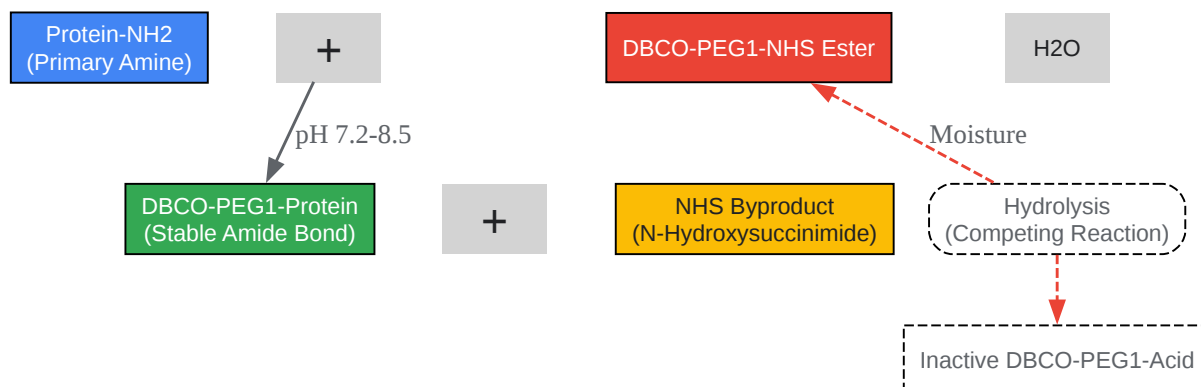 Protein-NH2
(Primary Amine)
+
DBCO-PEG1-NHS Ester
H2O
pH 7.2-8.5
Moisture
DBCO-PEG1-Protein
(Stable Amide Bond)
+
NHS Byproduct
(N-Hydroxysuccinimide)
Hydrolysis
(Competing Reaction)
Inactive DBCO-PEG1-Acid